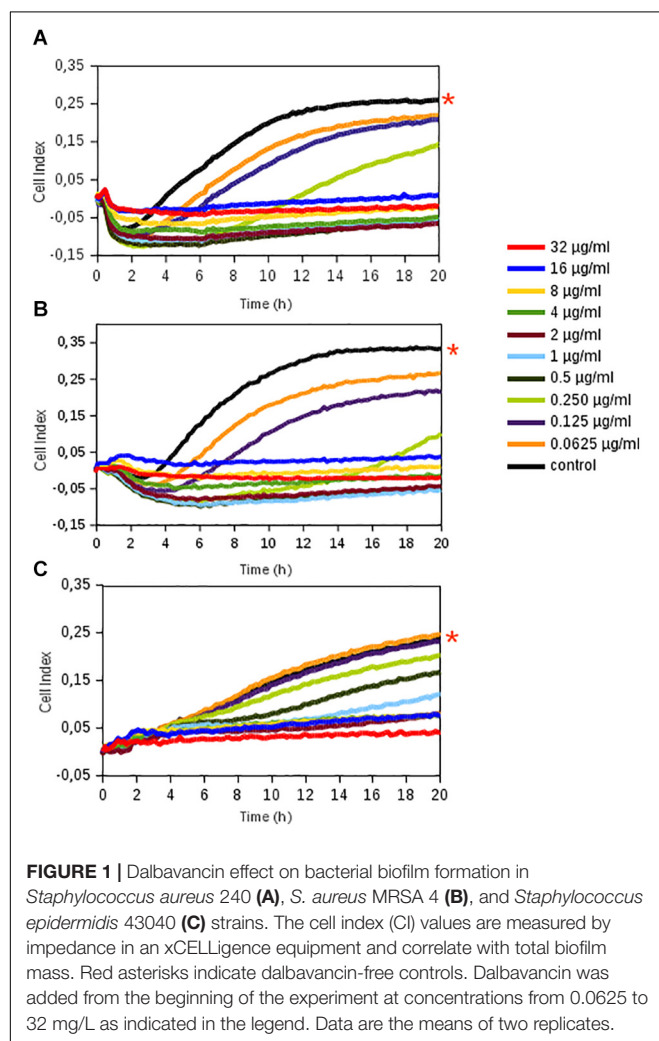 A
0,35
0,25
0,15
0,05
-0,05
-0,15
Cell Index
0 2 4 6 8 10 12 14 16 18 20
Time (h)
*
B
0,35
0,25
0,15
0,05
-0,05
-0,15
Cell Index
0 2 4 6 8 10 12 14 16 18 20
Time (h)
*
C
0,35
0,25
0,15
0,05
-0,05
Cell Index
0 2 4 6 8 10 12 14 16 18 20
Time (h)
*
32 µg/ml
16 µg/ml
8 µg/ml
4 µg/ml
2 µg/ml
1 µg/ml
0.5 µg/ml
0.250 µg/ml
0.125 µg/ml
0.0625 µg/ml
control
FIGURE 1 | Dalbavancin effect on bacterial biofilm formation in
Staphylococcus aureus 240 (A), S. aureus MRSA 4 (B), and Staphylococcus
epidermidis 43040 (C) strains. The cell index (CI) values are measured by
impedance in an xCELLigence equipment and correlate with total biofilm
mass. Red asterisks indicate dalbavancin-free controls. Dalbavancin was
added from the beginning of the experiment at concentrations from 0.0625 to
32 mg/L as indicated in the legend. Data are the means of two replicates.